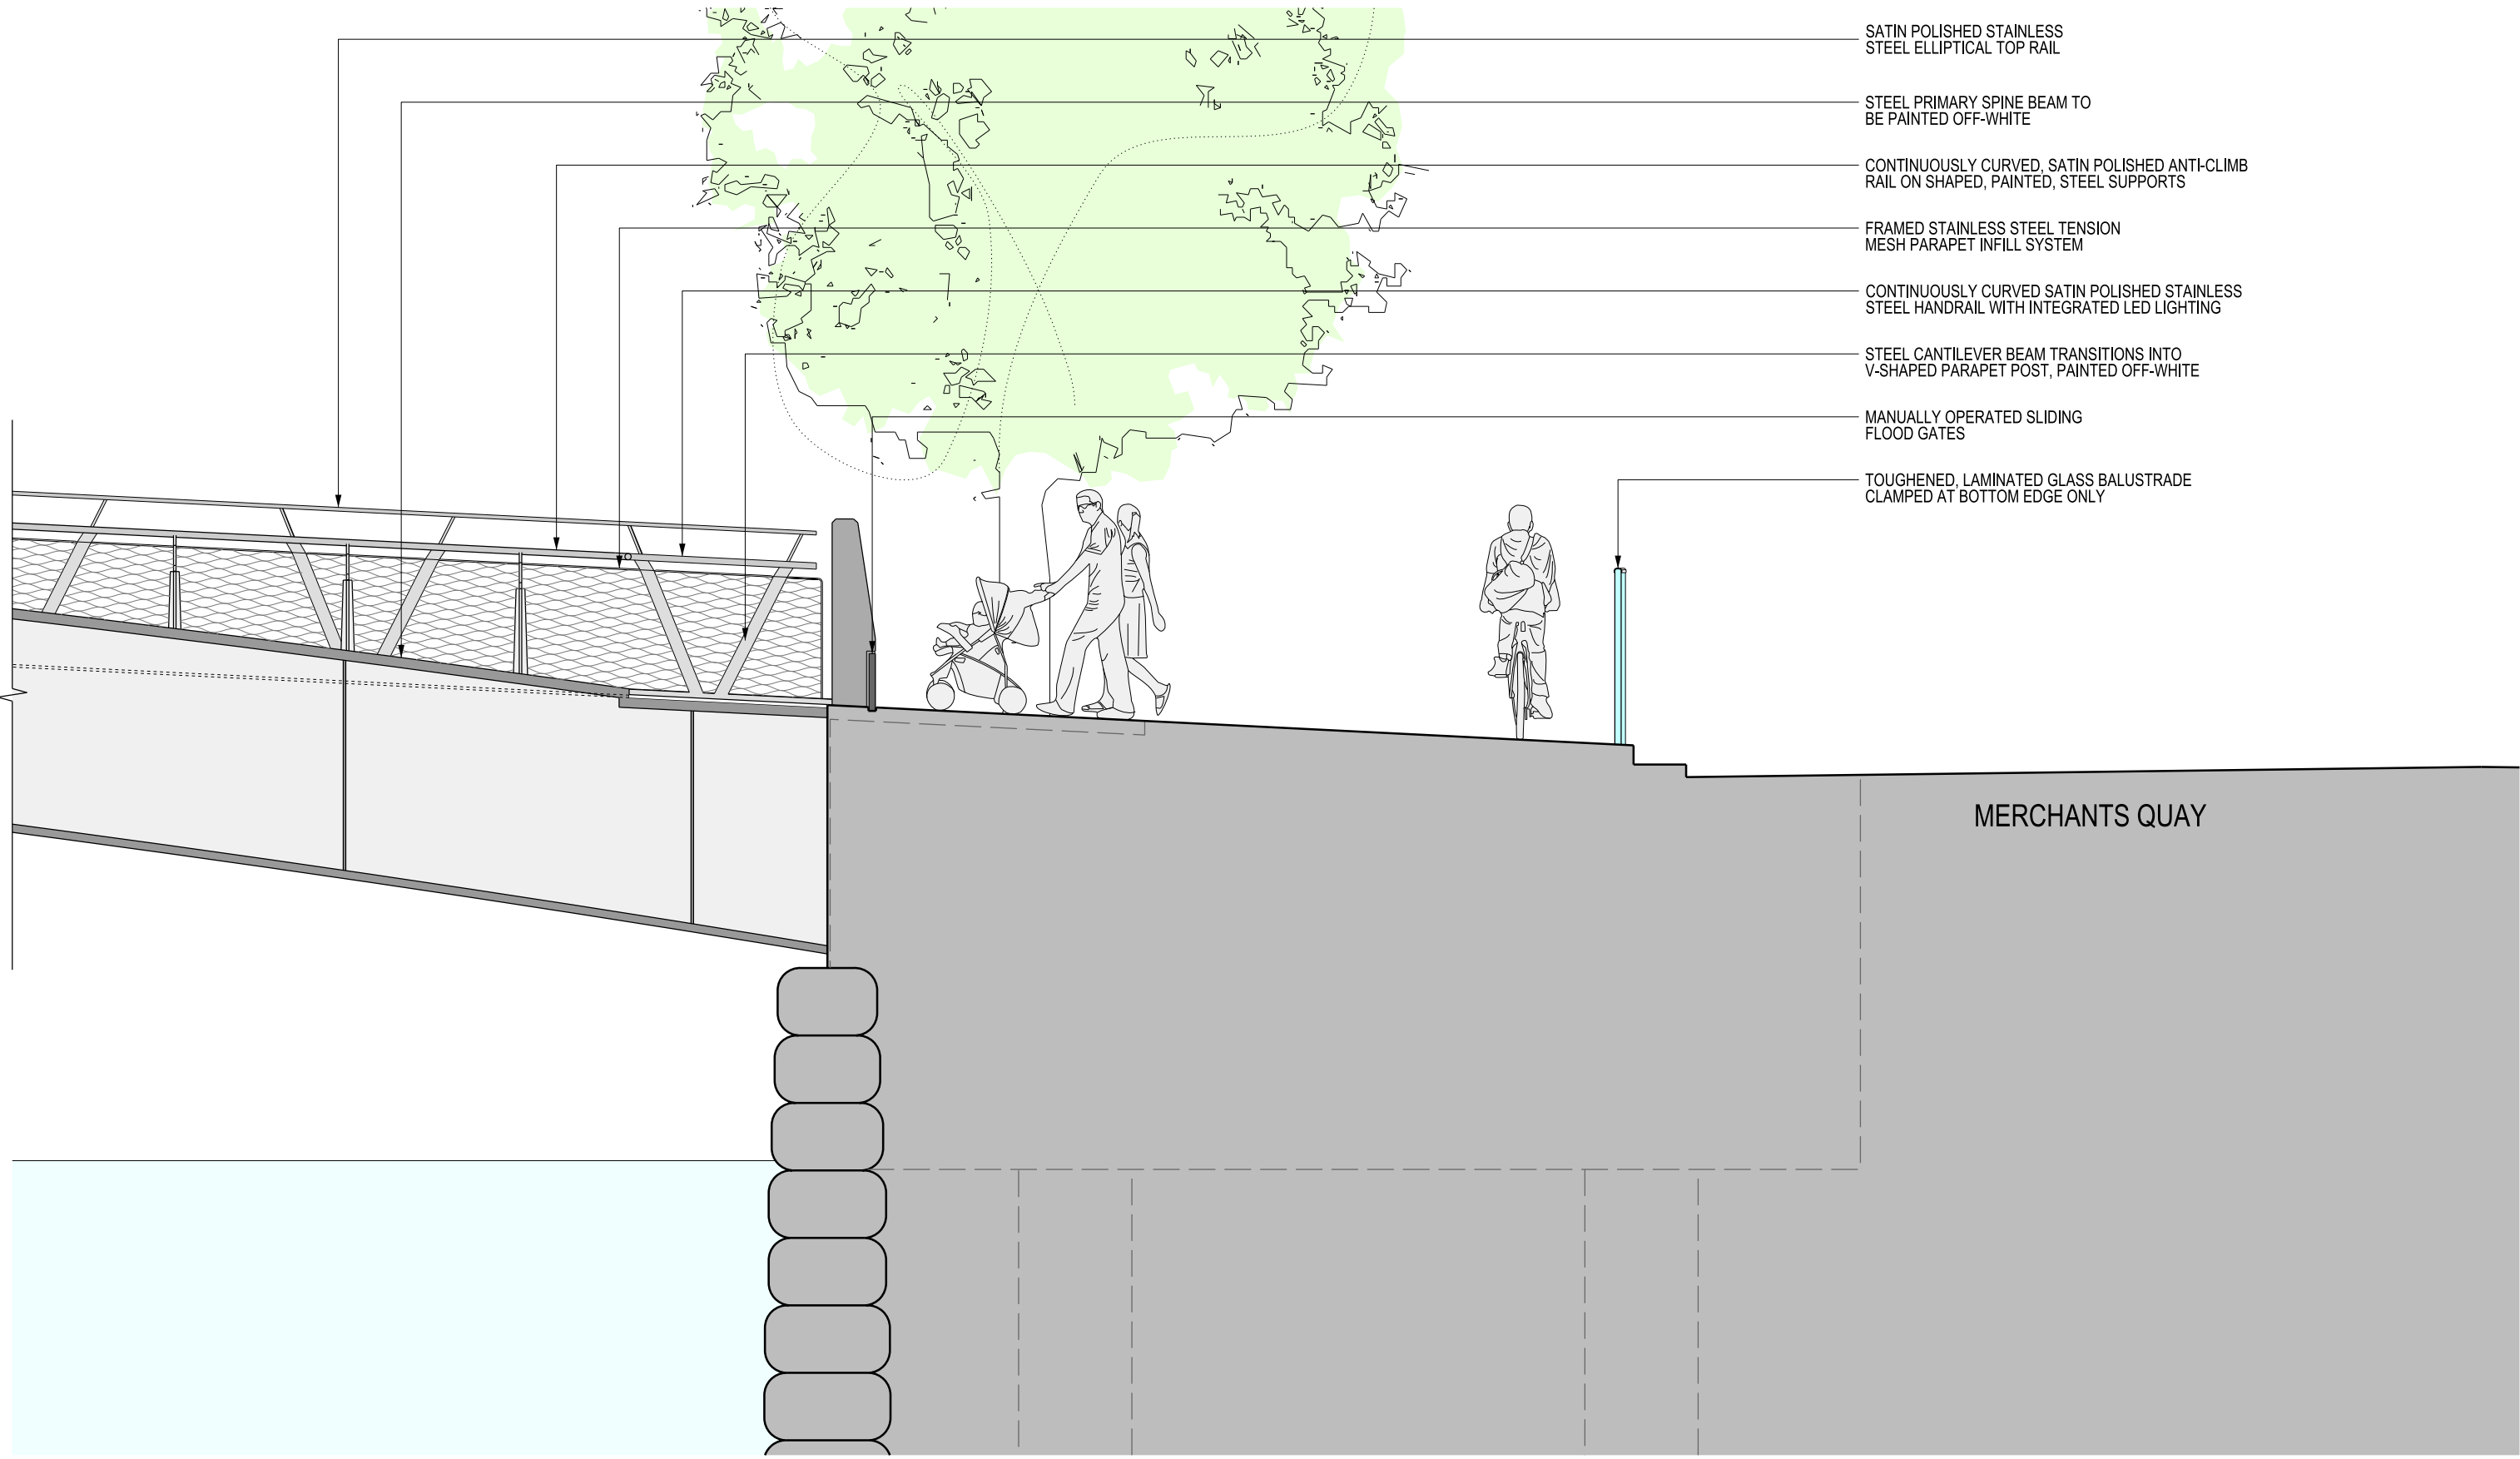 SATIN POLISHED STAINLESS
STEEL ELLIPTICAL TOP RAIL
STEEL PRIMARY SPINE BEAM TO
BE PAINTED OFF-WHITE
CONTINUOUSLY CURVED, SATIN POLISHED ANTI-CLIMB
RAIL ON SHAPED, PAINTED, STEEL SUPPORTS
FRAMED STAINLESS STEEL TENSION
MESH PARAPET INFILL SYSTEM
CONTINUOUSLY CURVED SATIN POLISHED STAINLESS
STEEL HANDRAIL WITH INTEGRATED LED LIGHTING
STEEL CANTILEVER BEAM TRANSITIONS INTO
V-SHAPED PARAPET POST, PAINTED OFF-WHITE
MANUALLY OPERATED SLIDING
FLOOD GATES
TOUGHENED, LAMINATED GLASS BALUSTRADE
CLAMPED AT BOTTOM EDGE ONLY
MERCHANTS QUAY